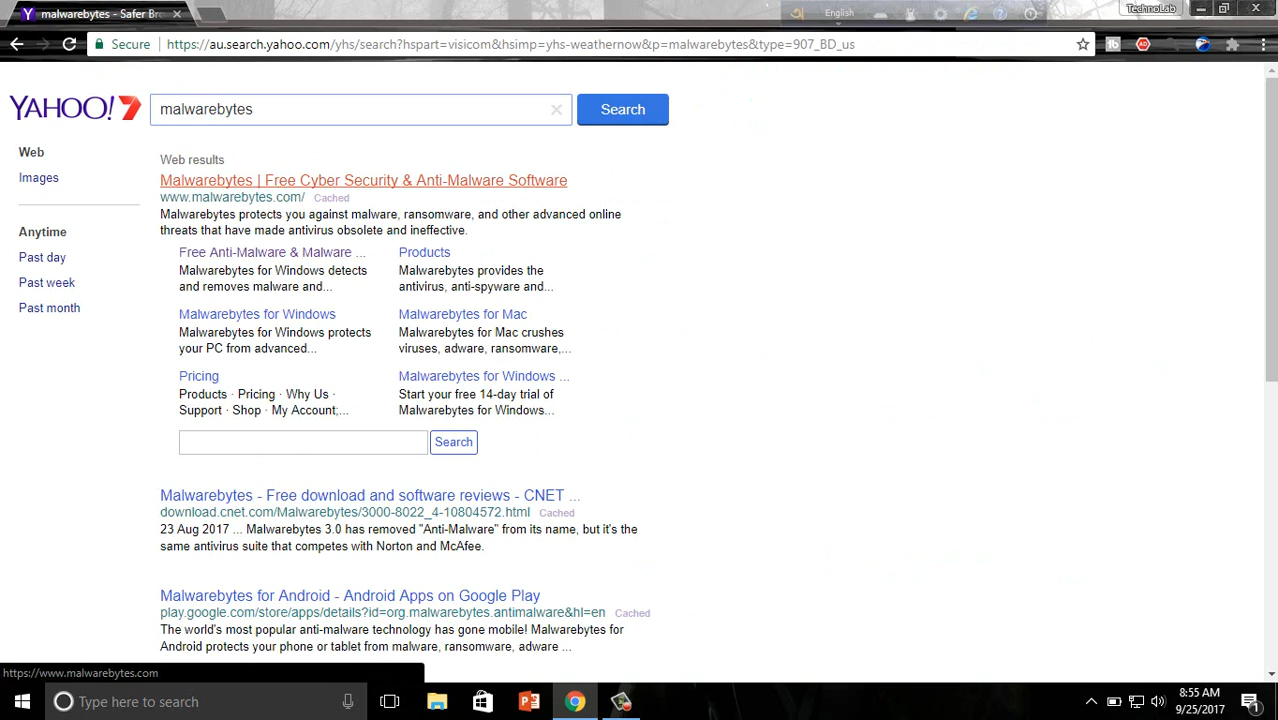 malwarebytes - Safer Br
English
TechnoLab
Secure
https://au.search.yahoo.com/yhs/search?hspart=visicom&hsimp=yhs-weathernow&p=malwarebytes&type=907_BD_us
YAHOO! 7
malwarebytes
Search
Web
Images
Anytime
Past day
Past week
Past month
Web results
Malwarebytes | Free Cyber Security & Anti-Malware Software
www.malwarebytes.com/ Cached
Malwarebytes protects you against malware, ransomware, and other advanced online
threats that have made antivirus obsolete and ineffective.
Free Anti-Malware & Malware ...
Malwarebytes for Windows detects
and removes malware and...
Products
Malwarebytes provides the
antivirus, anti-spyware and...
Malwarebytes for Windows
Malwarebytes for Windows protects
your PC from advanced...
Malwarebytes for Mac
Malwarebytes for Mac crushes
viruses, adware, ransomware,...
Pricing
Products · Pricing · Why Us ·
Support · Shop · My Account;...
Malwarebytes for Windows ...
Start your free 14-day trial of
Malwarebytes for Windows...
Search
Malwarebytes - Free download and software reviews - CNET ...
download.cnet.com/Malwarebytes/3000-8022_4-10804572.html Cached
23 Aug 2017 ... Malwarebytes 3.0 has removed "Anti-Malware" from its name, but it's the
same antivirus suite that competes with Norton and McAfee.
Malwarebytes for Android - Android Apps on Google Play
play.google.com/store/apps/details?id=org.malwarebytes.antimalware&hl=en Cached
The world's most popular anti-malware technology has gone mobile! Malwarebytes for
Android protects your phone or tablet from malware, ransomware, adware ...
https://www.malwarebytes.com
Type here to search
8:55 AM
9/25/2017